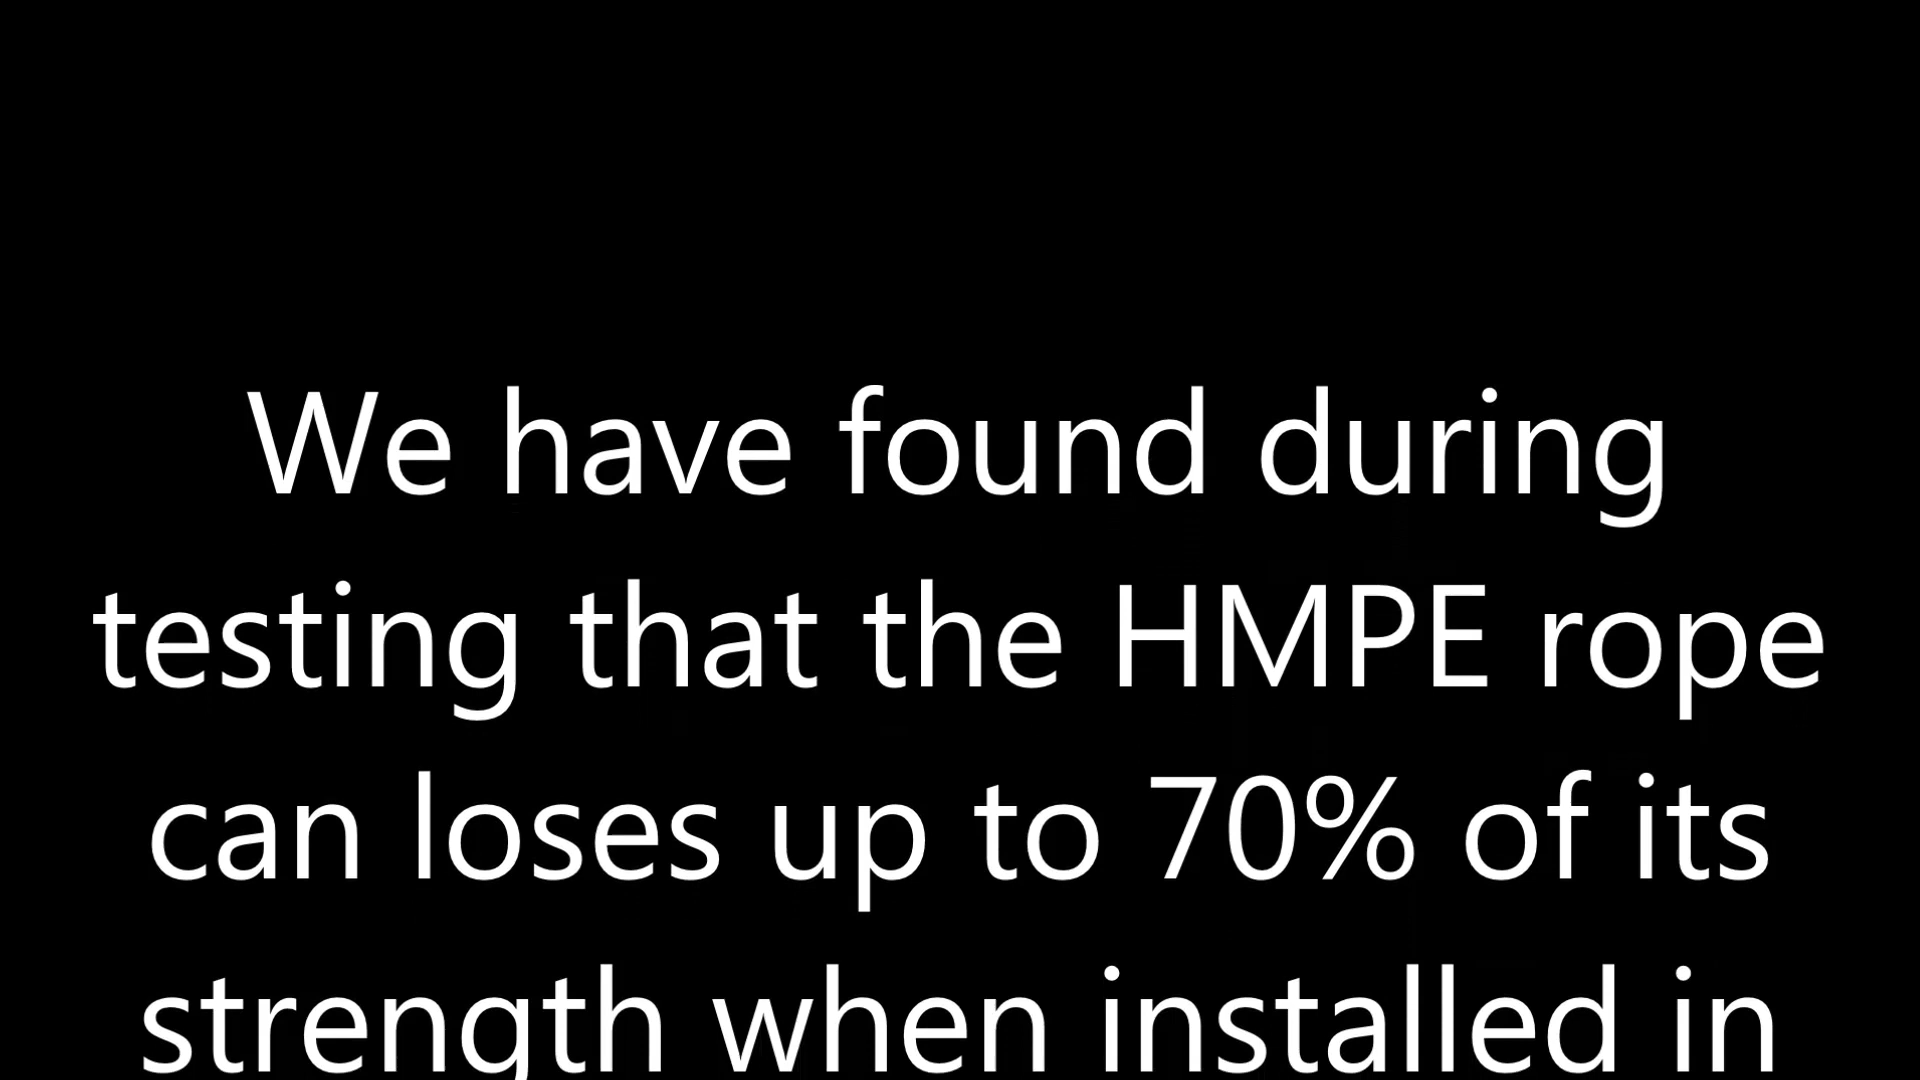 We have found during
testing that the HMPE rope
can loses up to 70% of its
strength when installed in